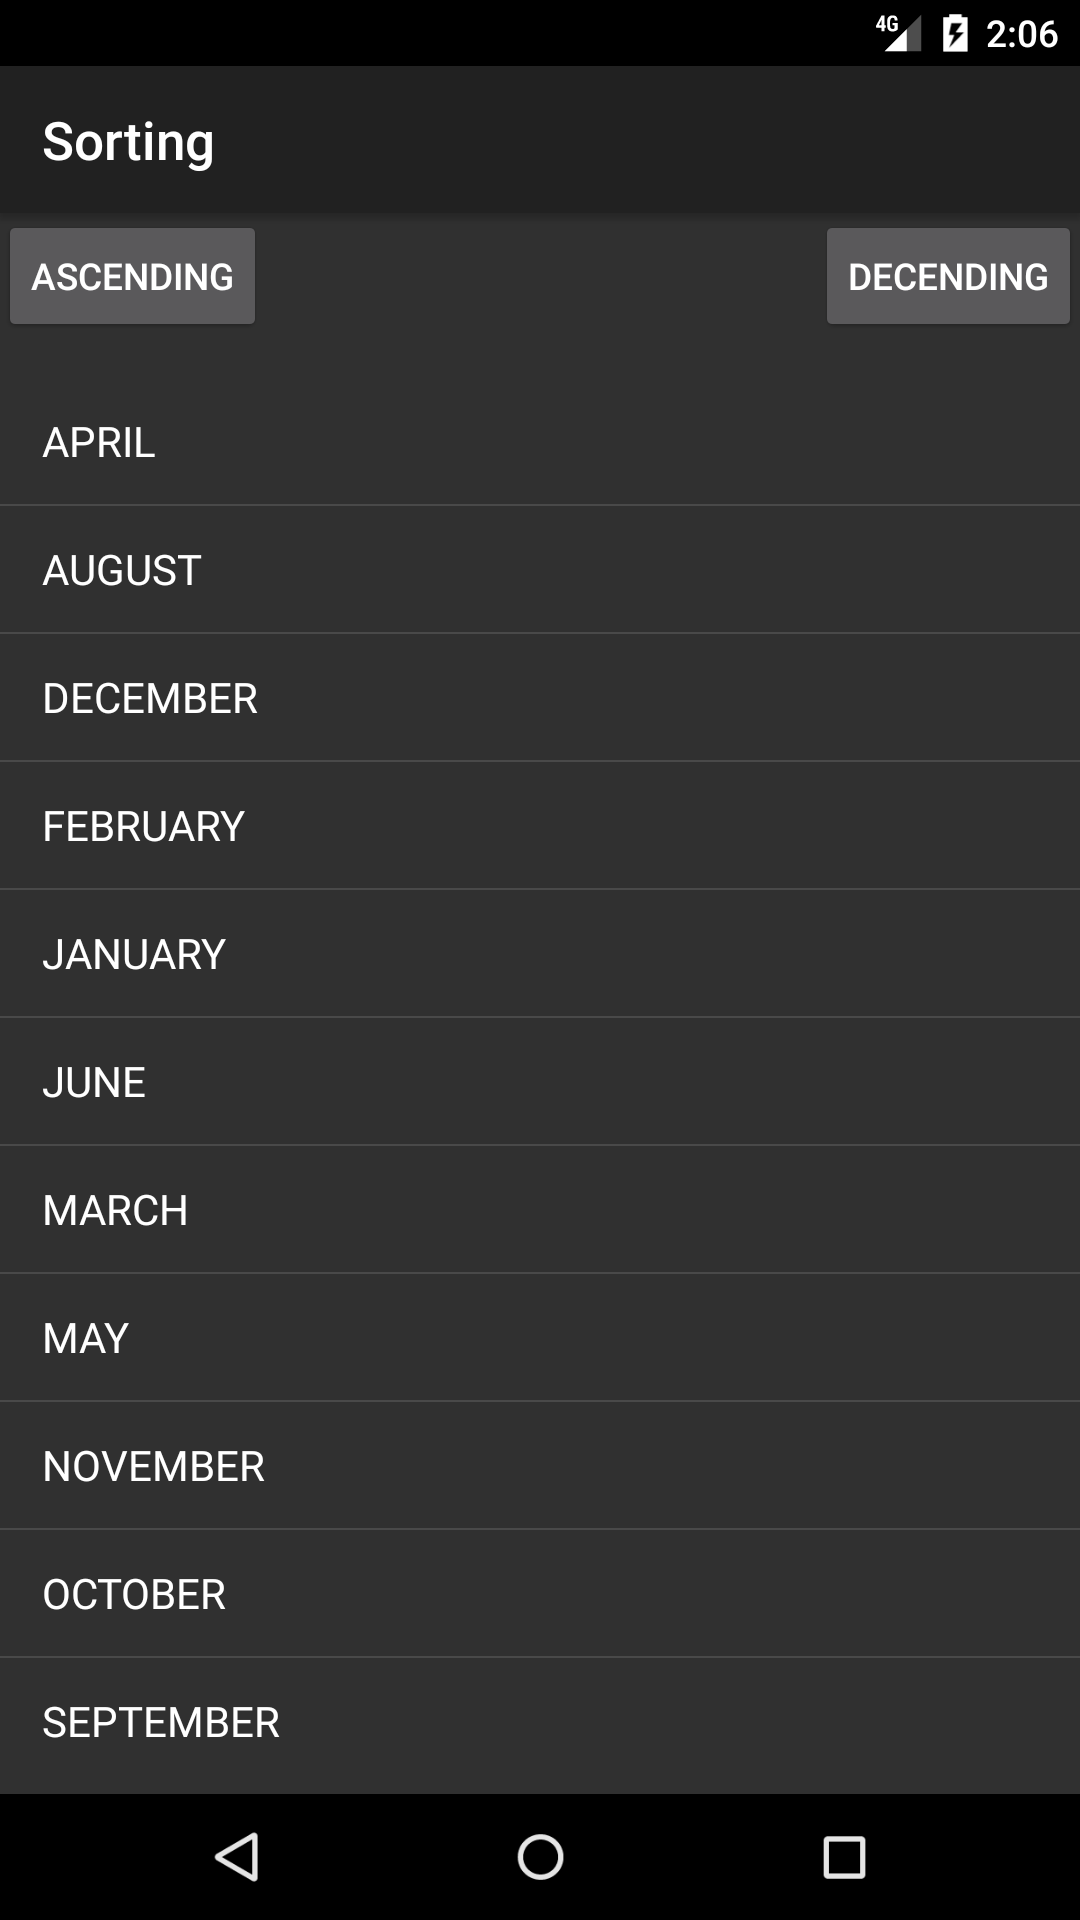 4G 2:06
Sorting
ASCENDING DECENDING
APRIL
AUGUST
DECEMBER
FEBRUARY
JANUARY
JUNE
MARCH
MAY
NOVEMBER
OCTOBER
SEPTEMBER